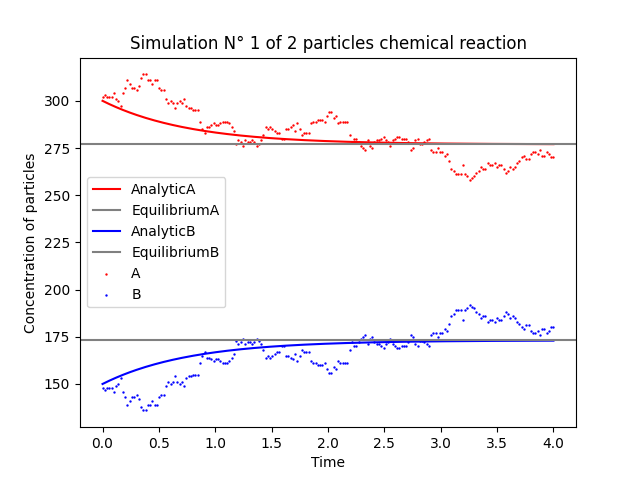 Simulation N° 1 of 2 particles chemical reaction
Concentration of particles
300
275
250
225
200
175
150
AnalyticA
EquilibriumA
AnalyticB
EquilibriumB
A
B
0.0 0.5 1.0 1.5 2.0 2.5 3.0 3.5 4.0
Time